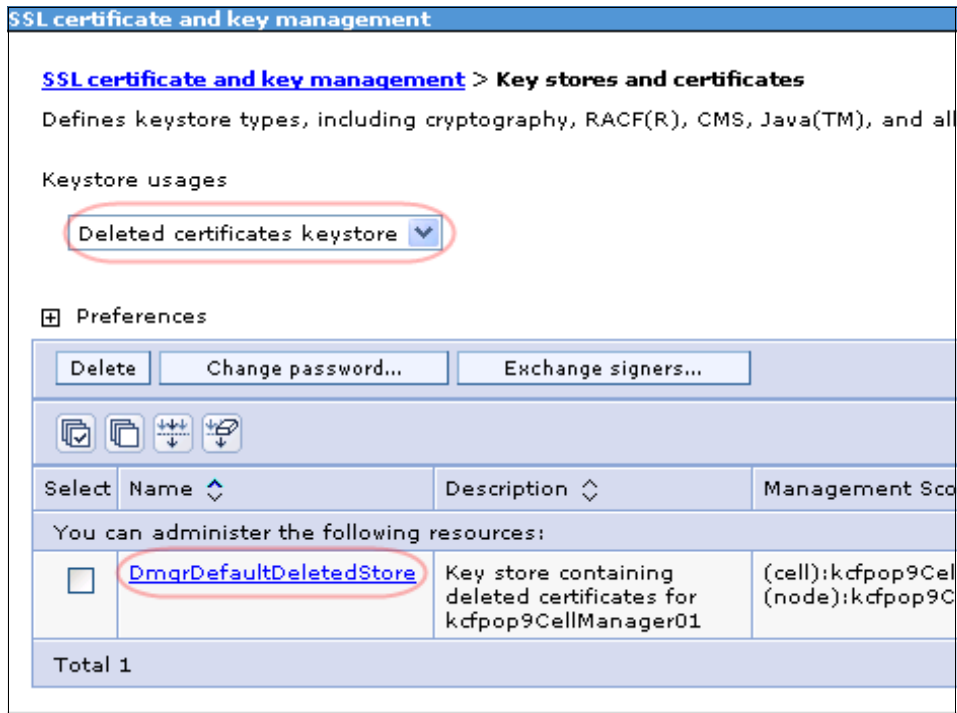 SSL certificate and key management
SSL certificate and key management > Key stores and certificates
Defines keystore types, including cryptography, RACF(R), CMS, Java(TM), and all
Keystore usages
Deleted certificates keystore
Preferences
Delete Change password... Exchange signers...
Select Name Description Management Sco
You can administer the following resources:
DmgrDefaultDeletedStore Key store containing (cell):kcfpop9Cel
deleted certificates for (node):kcfpop9C
kcfpop9CellManager01
Total 1